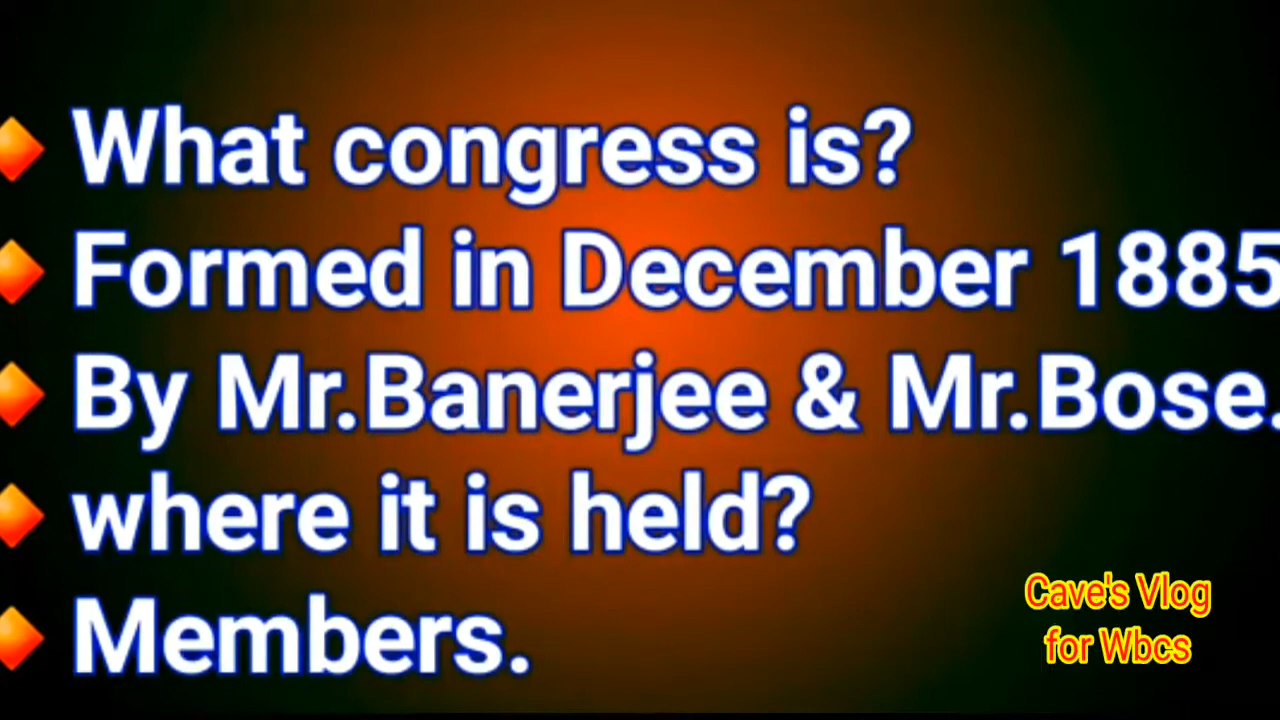 What congress is?
Formed in December 1885
By Mr.Banerjee & Mr.Bose.
where it is held?
Members.
Cave's Vlog
for Wbcs